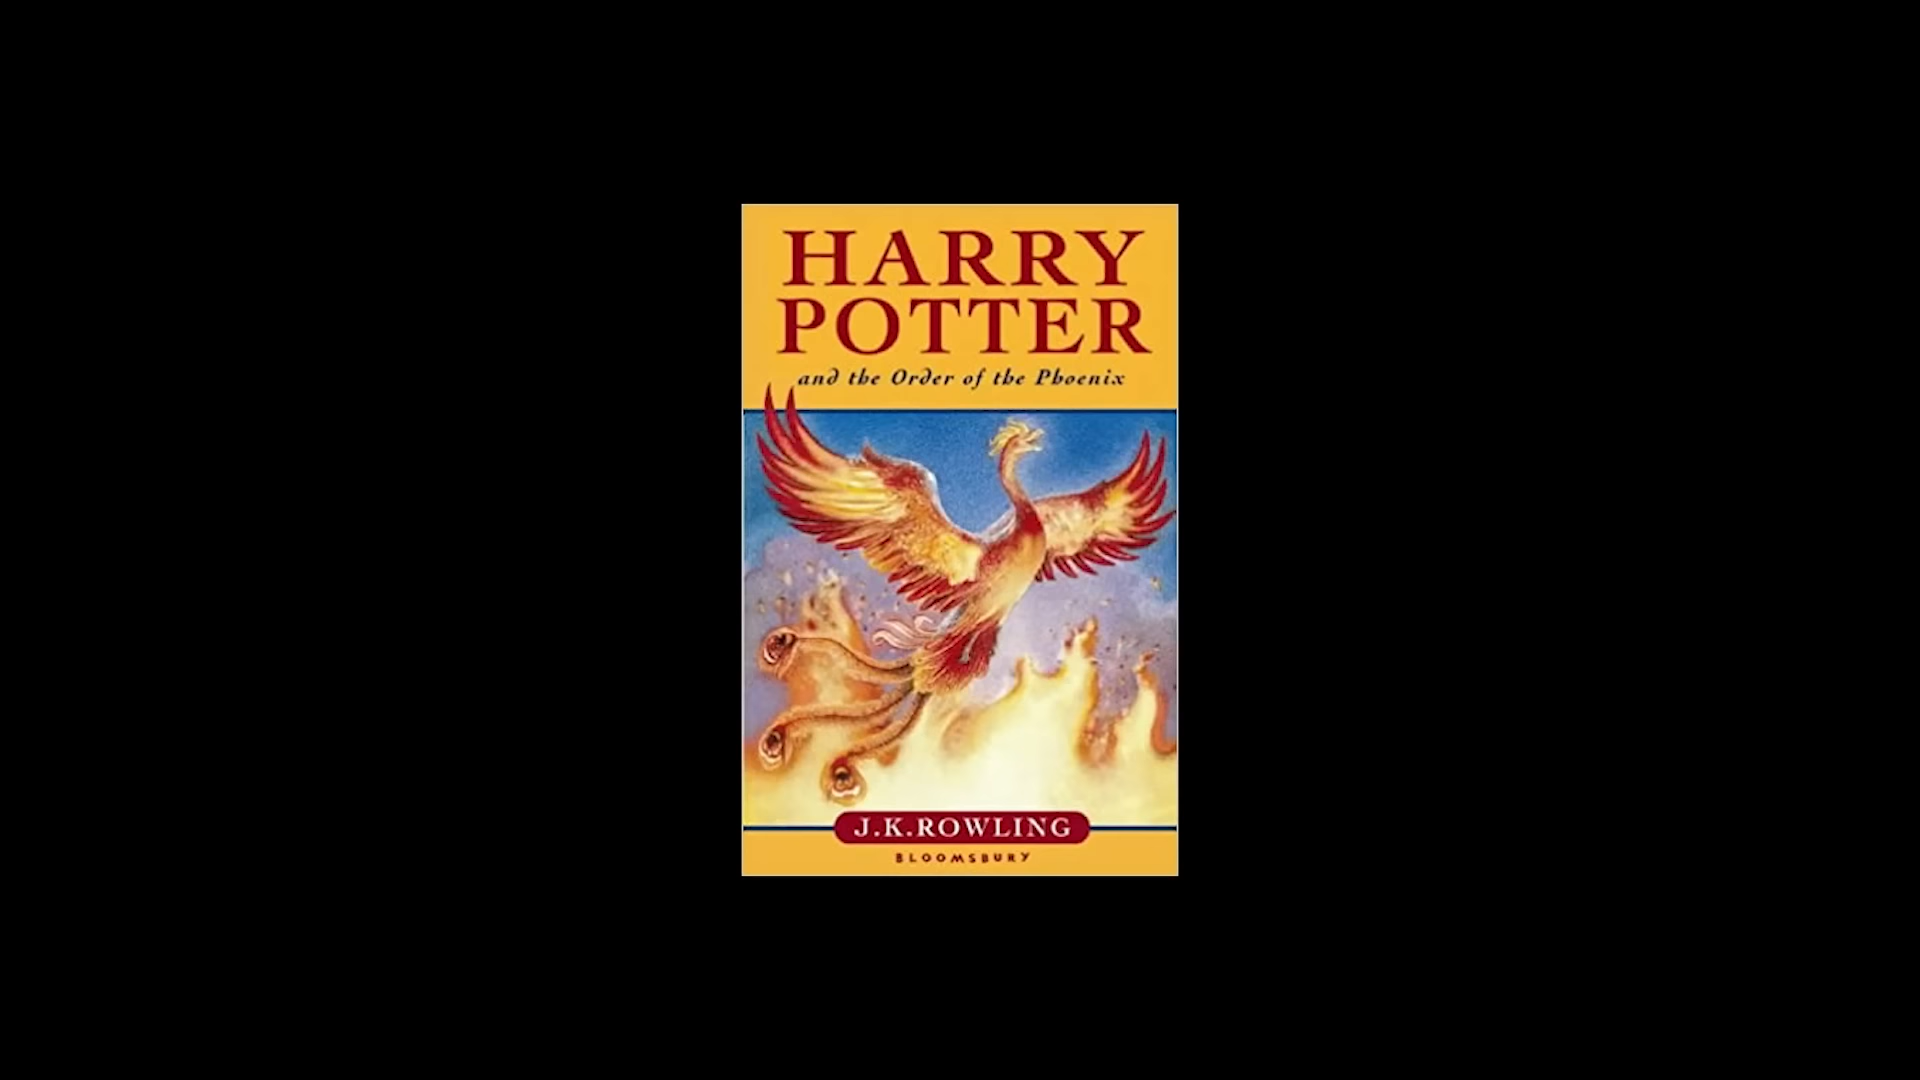 HARRY
POTTER
and the Order of the Phoenix
J.K.ROWLING
BLOOMSBURY